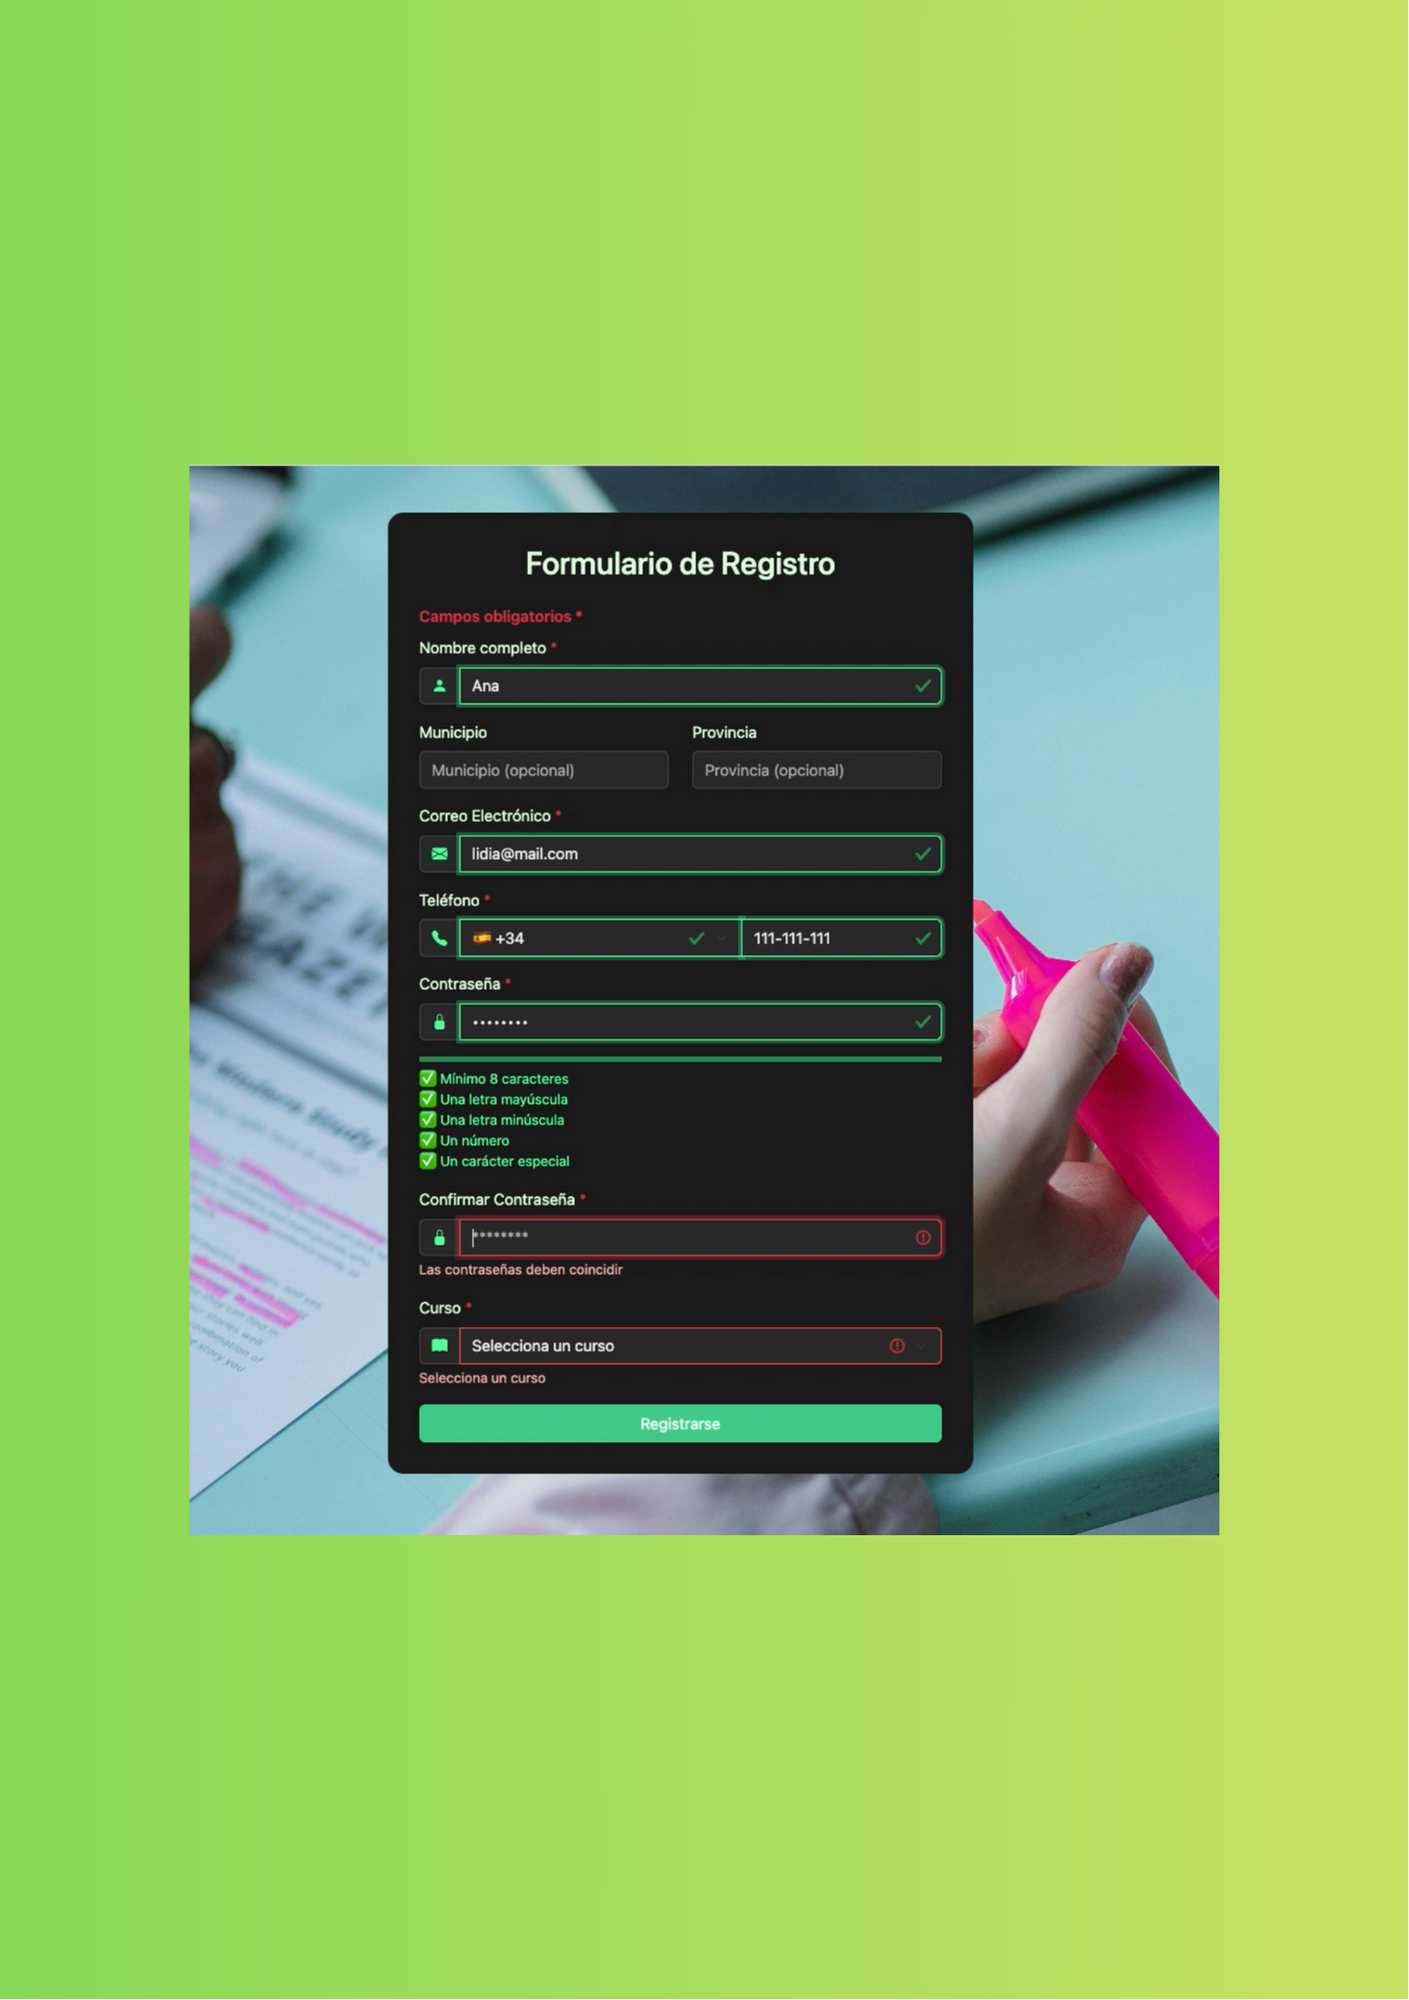 Formulario de Registro
Campos obligatorios *
Nombre completo *
Ana
Municipio Provincia
Municipio (opcional) Provincia (opcional)
Correo Electrónico *
lidia@mail.com
Teléfono *
+34 111-111-111
Contraseña *
••••••••
✅ Mínimo 8 caracteres
✅ Una letra mayúscula
✅ Una letra minúscula
✅ Un número
✅ Un carácter especial
Confirmar Contraseña *
********
Las contraseñas deben coincidir
Curso *
Selecciona un curso
Selecciona un curso
Registrarse